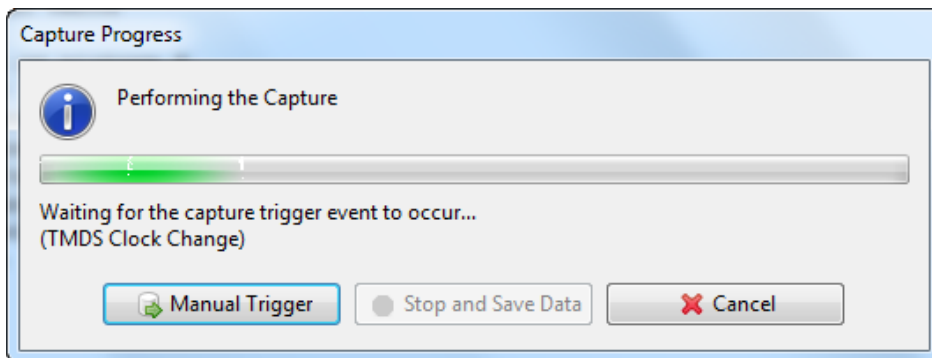 Capture Progress
Performing the Capture
Waiting for the capture trigger event to occur...
(TMDS Clock Change)
Manual Trigger
Stop and Save Data
Cancel